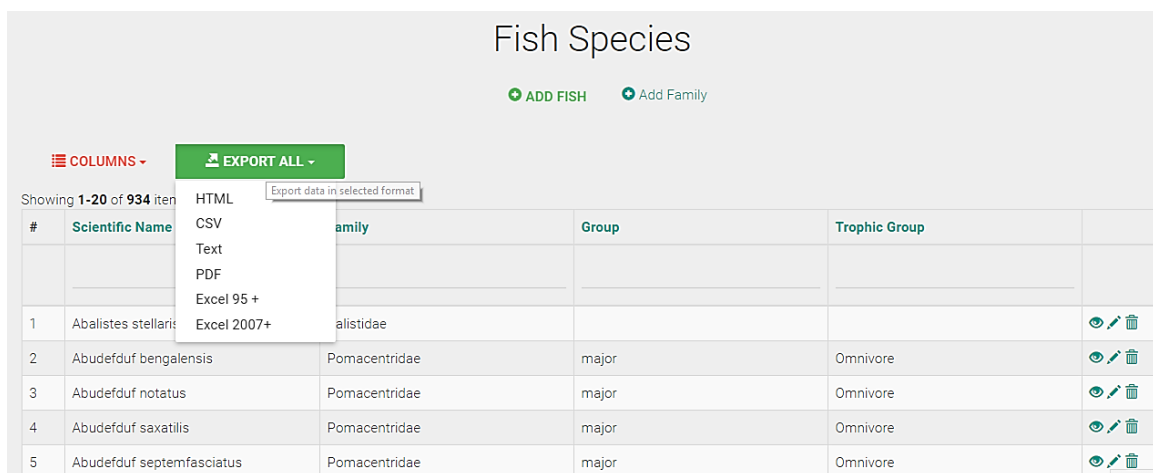 Fish Species
ADD FISH Add Family
COLUMNS EXPORT ALL
Export data in selected format
Showing 1-20 of 934 iten
HTML
CSV
Text
PDF
Excel 95 +
Excel 2007+
# Scientific Name amily Group Trophic Group
1 Abalistes stellaris alistidae
2 Abudefduf bengalensis Pomacentridae major Omnivore
3 Abudefduf notatus Pomacentridae major Omnivore
4 Abudefduf saxatilis Pomacentridae major Omnivore
5 Abudefduf septemfasciatus Pomacentridae major Omnivore